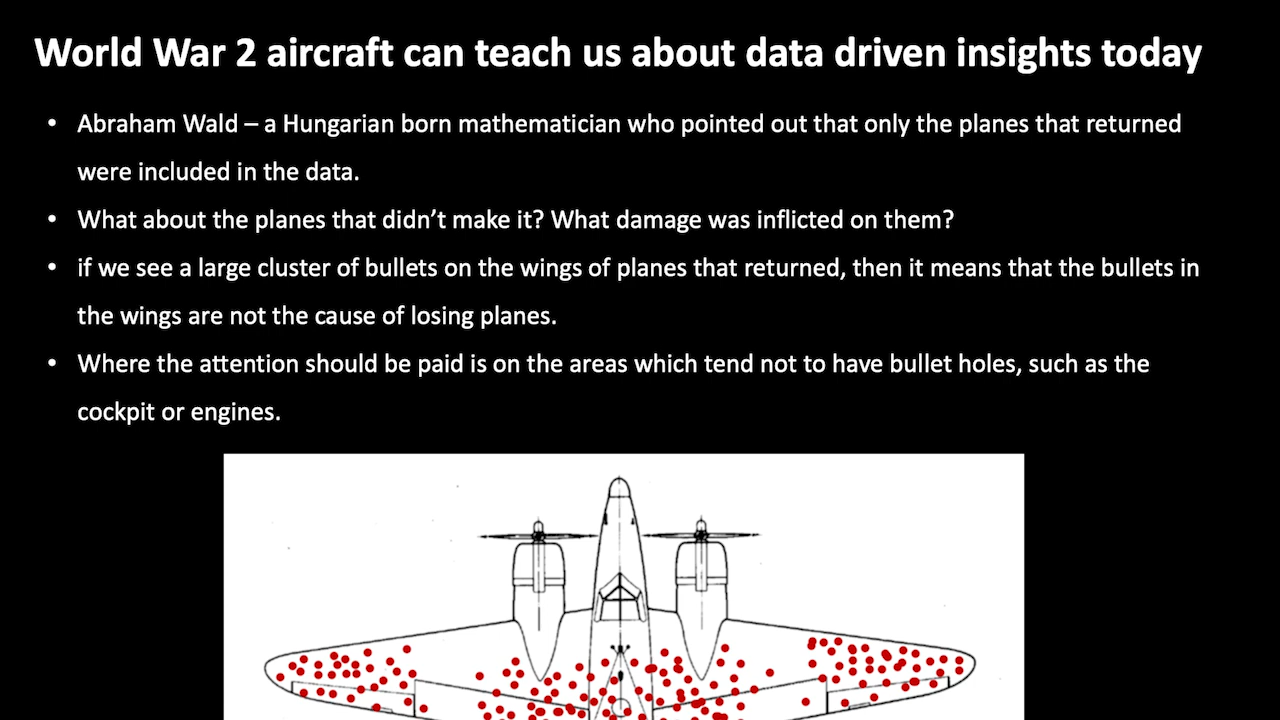 World War 2 aircraft can teach us about data driven insights today
• Abraham Wald – a Hungarian born mathematician who pointed out that only the planes that returned
were included in the data.
• What about the planes that didn’t make it? What damage was inflicted on them?
• if we see a large cluster of bullets on the wings of planes that returned, then it means that the bullets in
the wings are not the cause of losing planes.
• Where the attention should be paid is on the areas which tend not to have bullet holes, such as the
cockpit or engines.